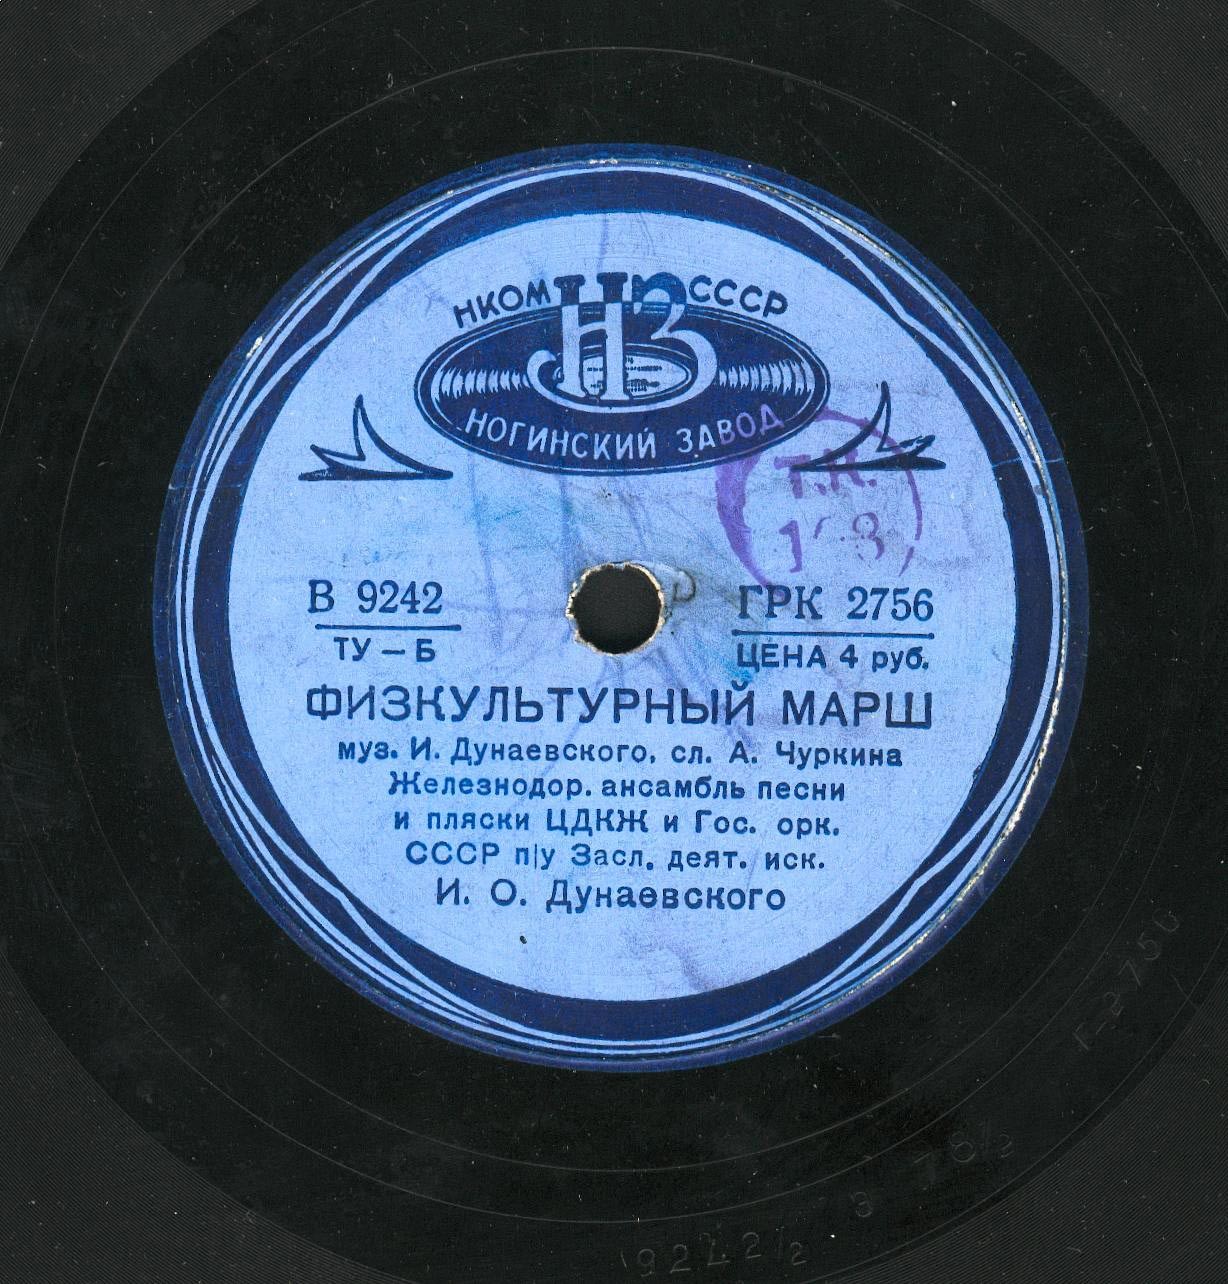 НКОМ СССР
НЗ
НОГИНСКИЙ ЗАВОД
Т.К.
В 9242
ГРК 2756
ТУ — Б
ЦЕНА 4 руб.
ФИЗКУЛЬТУРНЫЙ МАРШ
муз. И. Дунаевского, сл. А. Чуркина
Железнодор. ансамбль песни
и пляски ЦДКЖ и Гос. орк.
СССР п/у Засл. деят. иск.
И. О. Дунаевского